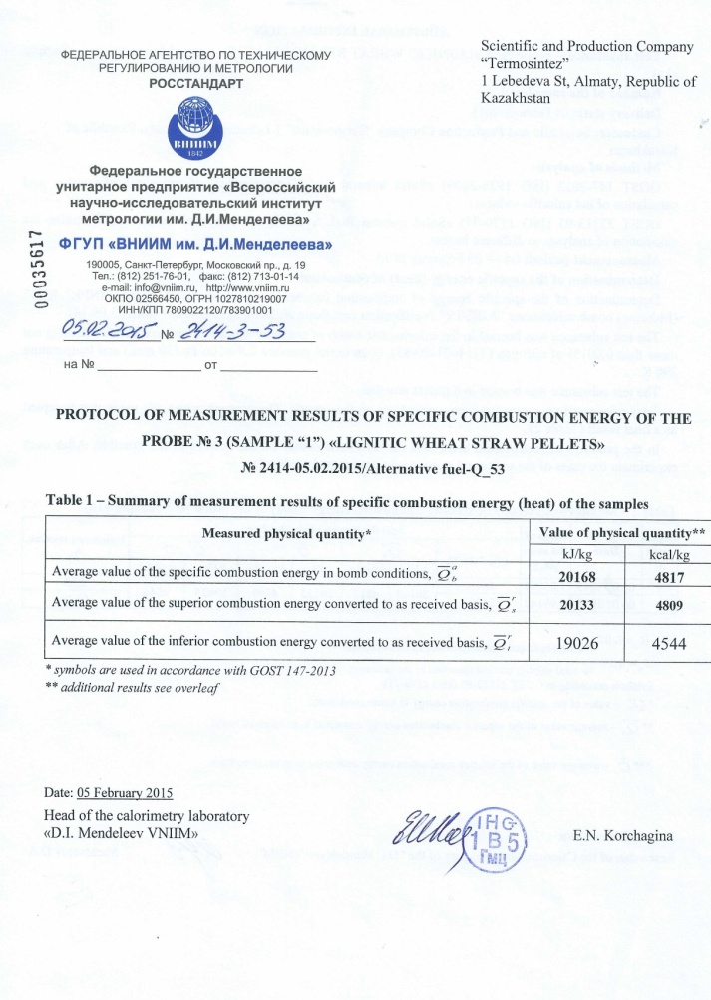 ФЕДЕРАЛЬНОЕ АГЕНТСТВО ПО ТЕХНИЧЕСКОМУ
РЕГУЛИРОВАНИЮ И МЕТРОЛОГИИ
РОССТАНДАРТ
ВНИИМ
1842
Федеральное государственное
унитарное предприятие «Всероссийский
научно-исследовательский институт
метрологии им. Д.И.Менделеева»
ФГУП «ВНИИМ им. Д.И.Менделеева»
190005, Санкт-Петербург, Московский пр., д. 19
Тел.: (812) 251-76-01, факс: (812) 713-01-14
e-mail: info@vniim.ru, http://www.vniim.ru
ОКПО 02566450, ОГРН 1027810219007
ИНН/КПП 7809022120/783901001
05.02.2015 № 2414-3-53
на № от
00035617
Scientific and Production Company
“Termosintez”
1 Lebedeva St, Almaty, Republic of
Kazakhstan
PROTOCOL OF MEASUREMENT RESULTS OF SPECIFIC COMBUSTION ENERGY OF THE
PROBE № 3 (SAMPLE “1”) «LIGNITIC WHEAT STRAW PELLETS»
№ 2414-05.02.2015/Alternative fuel-Q_53
Table 1 – Summary of measurement results of specific combustion energy (heat) of the samples
Measured physical quantity* Value of physical quantity**
kJ/kg kcal/kg
Average value of the specific combustion energy in bomb conditions, Q̅ᵃ_b 20168 4817
Average value of the superior combustion energy converted to as received basis, Q̅ʳ_s 20133 4809
Average value of the inferior combustion energy converted to as received basis, Q̅ʳ_i 19026 4544
* symbols are used in accordance with GOST 147-2013
** additional results see overleaf
Date: 05 February 2015
Head of the calorimetry laboratory
«D.I. Mendeleev VNIIM»
ІНС
1В5
ГМЦ
E.N. Korchagina